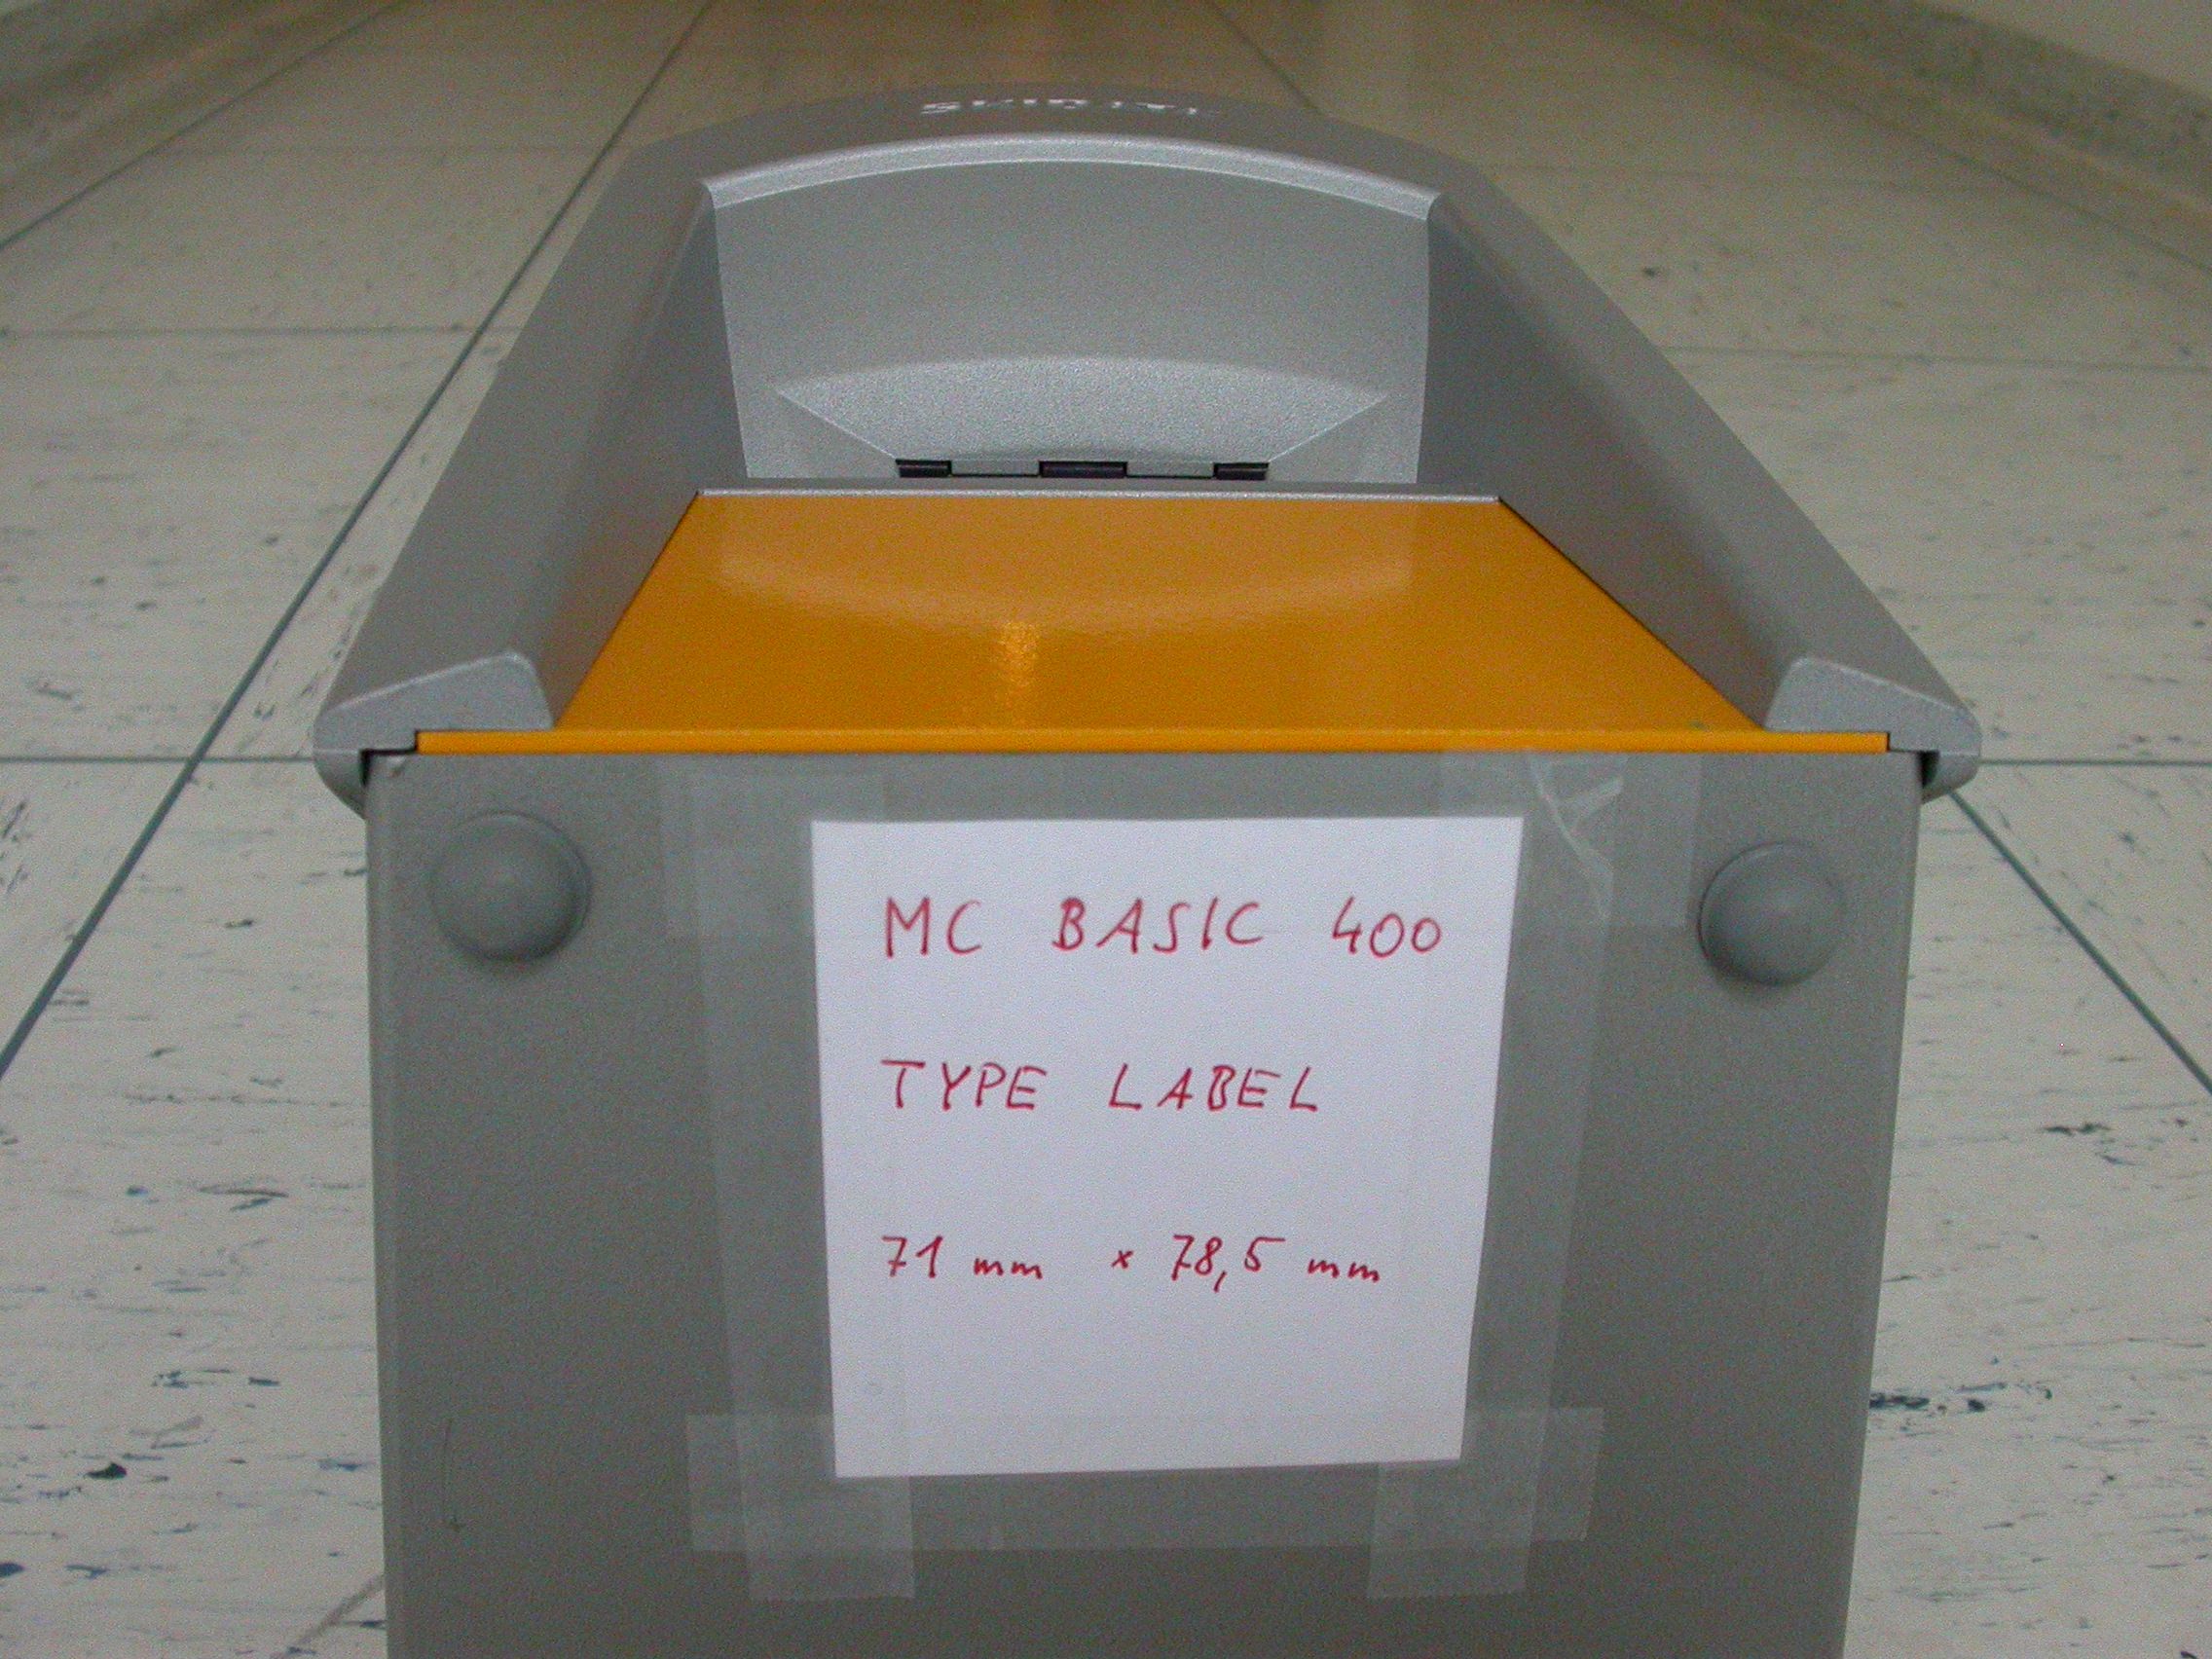 MC BASIC 400
TYPE LABEL
71 mm x 78,5 mm